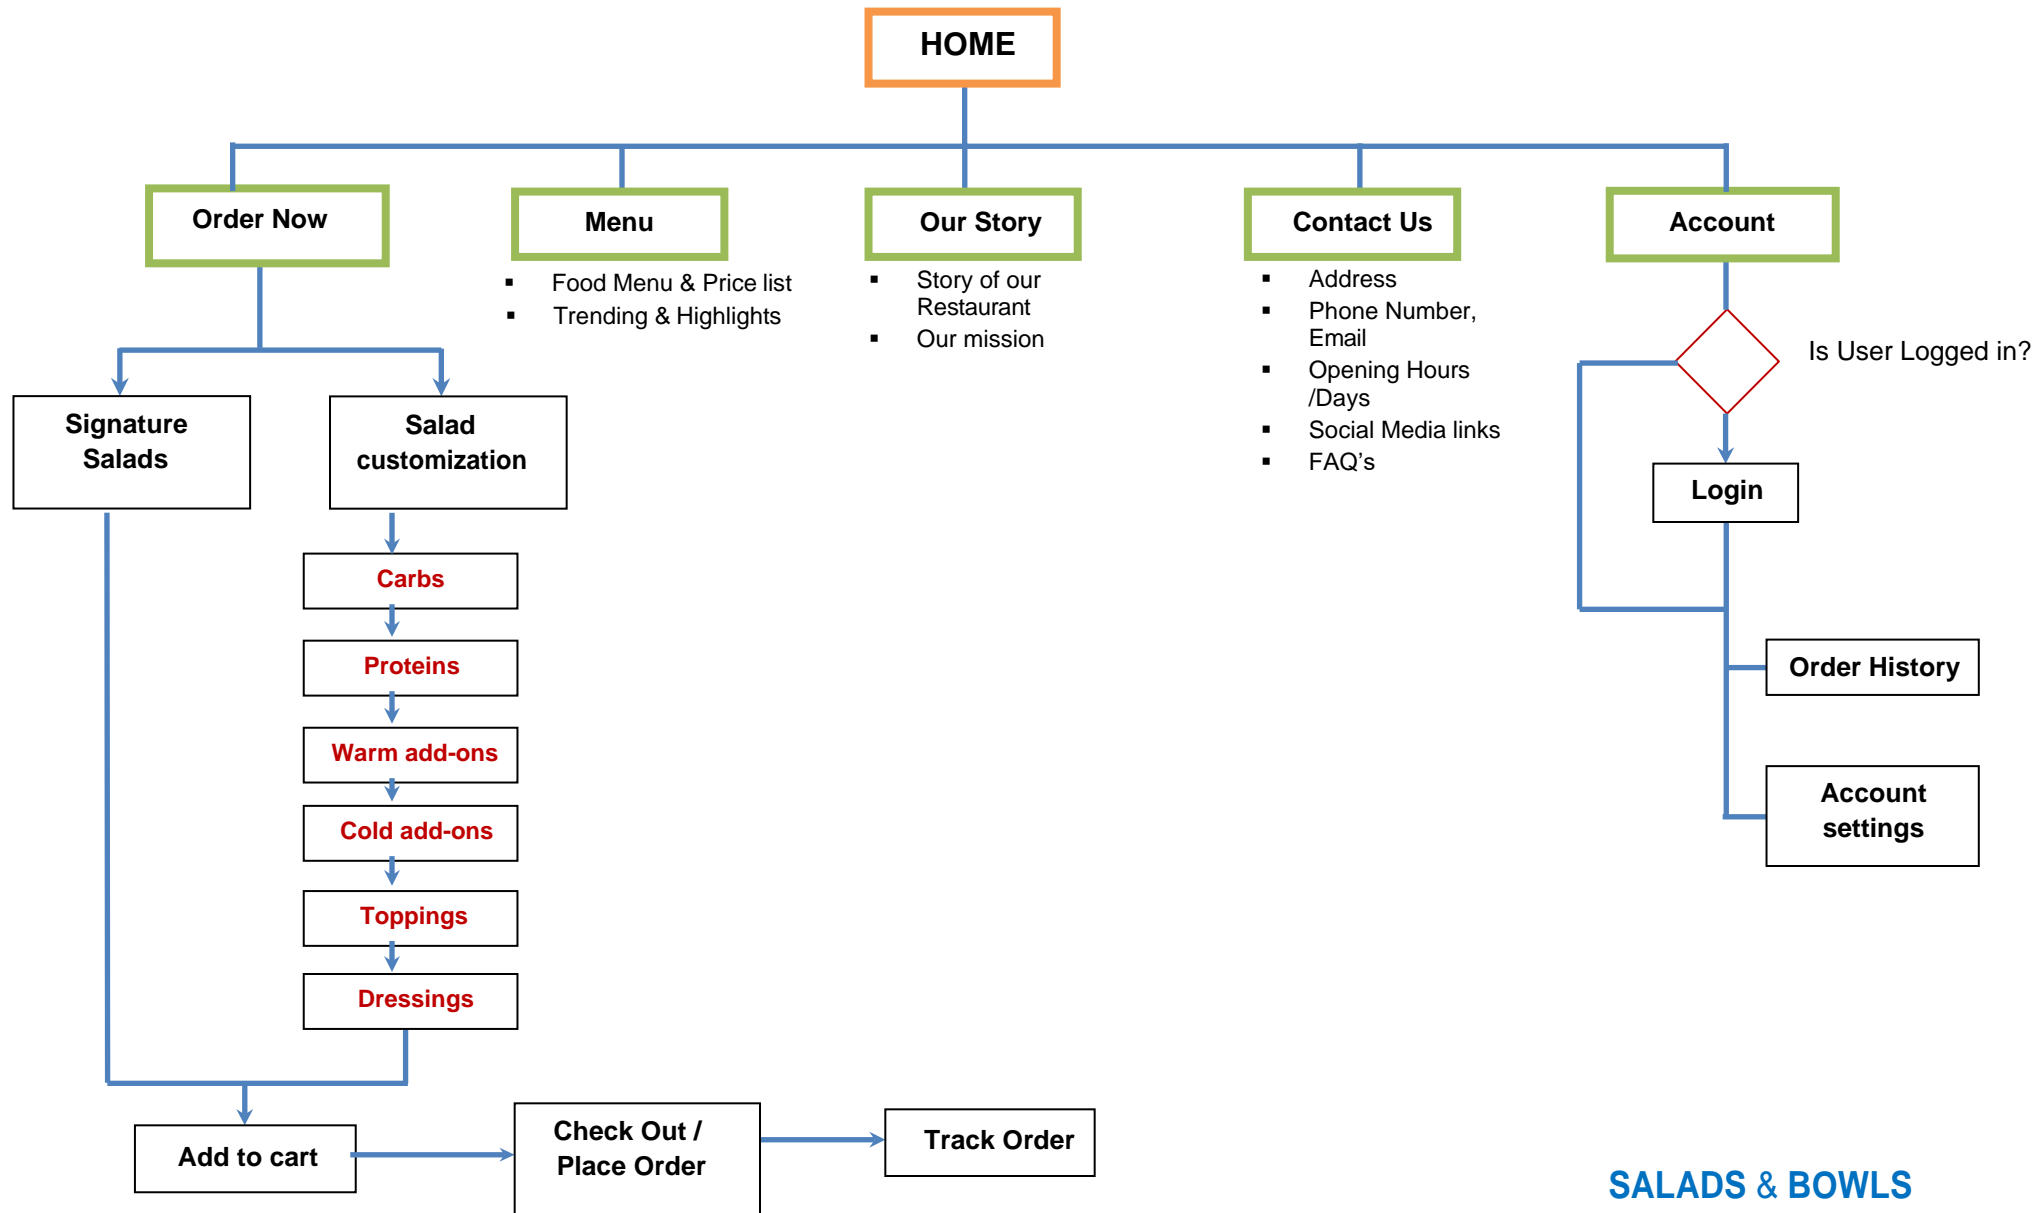 HOME
Order Now
Menu
Our Story
Contact Us
Account
▪ Food Menu & Price list
▪ Trending & Highlights
▪ Story of our
Restaurant
▪ Our mission
▪ Address
▪ Phone Number,
Email
▪ Opening Hours
/Days
▪ Social Media links
▪ FAQ’s
Is User Logged in?
Signature
Salads
Salad
customization
Login
Carbs
Proteins
Warm add-ons
Cold add-ons
Toppings
Dressings
Order History
Account
settings
Add to cart
Check Out /
Place Order
Track Order
SALADS & BOWLS